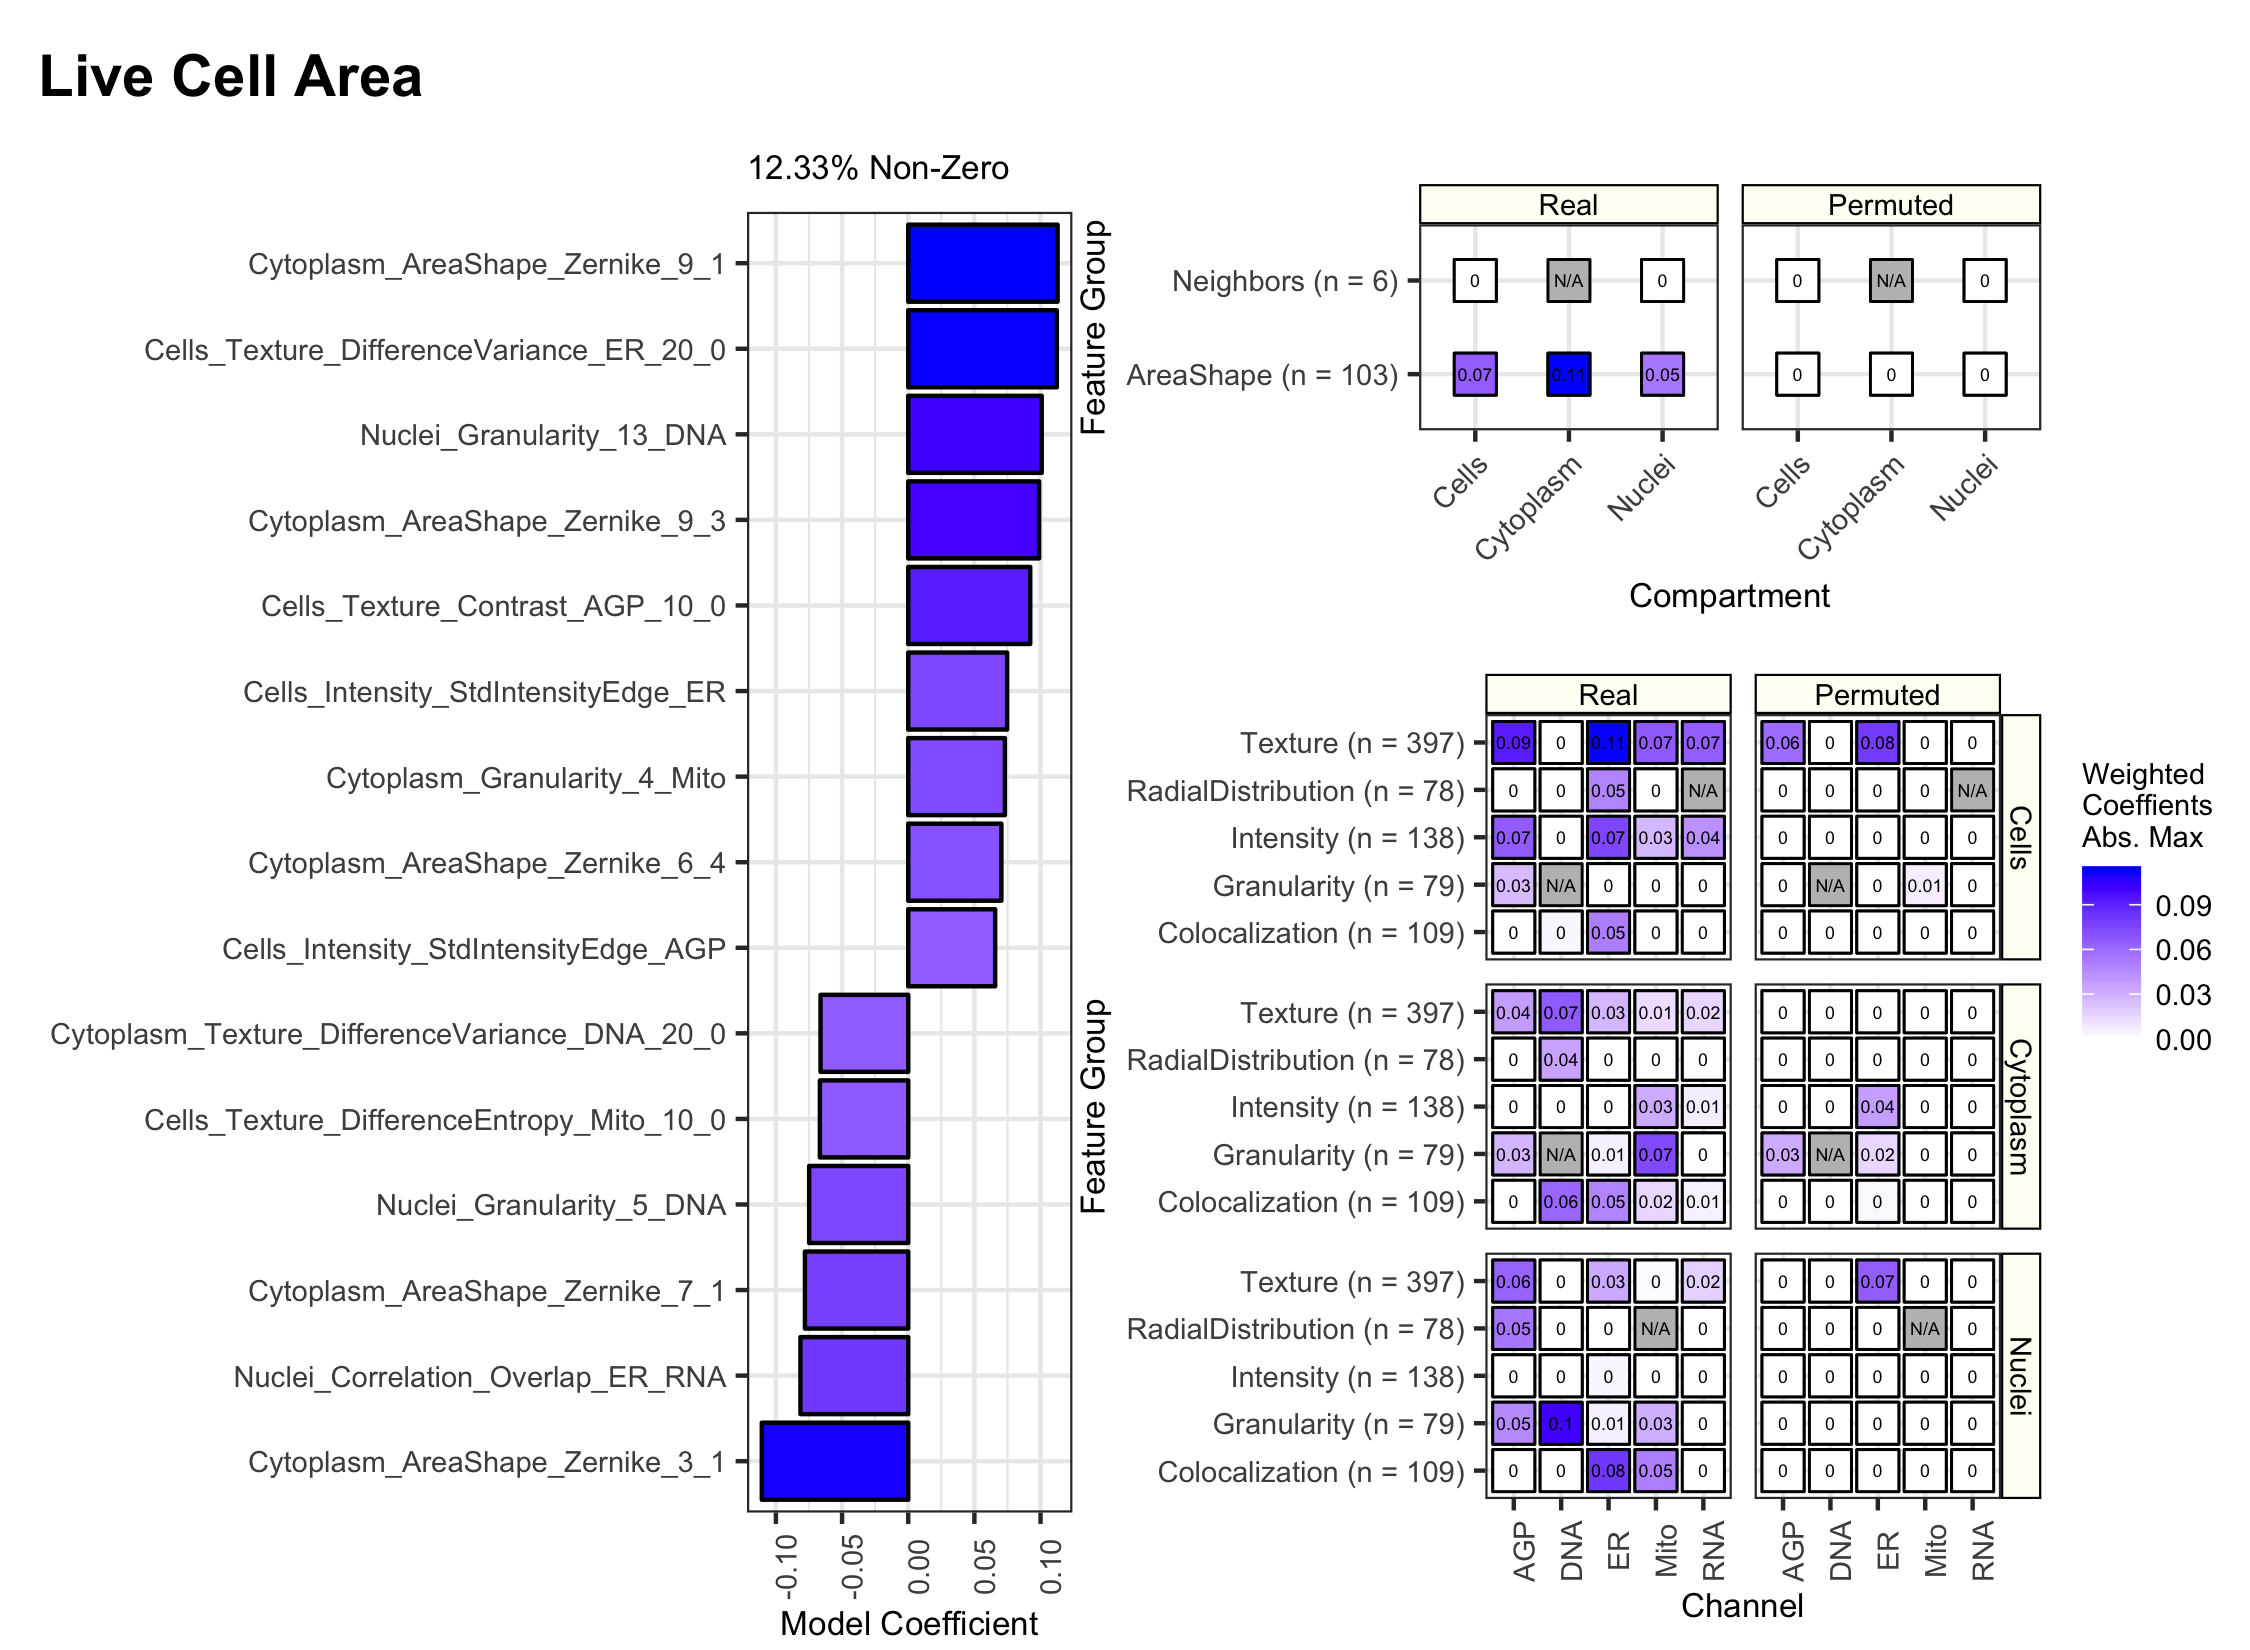 Live Cell Area
12.33% Non-Zero
Cytoplasm_AreaShape_Zernike_9_1
Cells_Texture_DifferenceVariance_ER_20_0
Nuclei_Granularity_13_DNA
Cytoplasm_AreaShape_Zernike_9_3
Cells_Texture_Contrast_AGP_10_0
Cells_Intensity_StdIntensityEdge_ER
Cytoplasm_Granularity_4_Mito
Cytoplasm_AreaShape_Zernike_6_4
Cells_Intensity_StdIntensityEdge_AGP
Cytoplasm_Texture_DifferenceVariance_DNA_20_0
Cells_Texture_DifferenceEntropy_Mito_10_0
Nuclei_Granularity_5_DNA
Cytoplasm_AreaShape_Zernike_7_1
Nuclei_Correlation_Overlap_ER_RNA
Cytoplasm_AreaShape_Zernike_3_1
-0.10 -0.05 0.00 0.05 0.10
Model Coefficient
Feature Group
Real Permuted
Neighbors (n = 6) 0 N/A 0 0 N/A 0
AreaShape (n = 103) 0.07 0.11 0.05 0 0 0
Cells Cytoplasm Nuclei Cells Cytoplasm Nuclei
Compartment
Feature Group
Real Permuted
Texture (n = 397) 0.09 0 0.11 0.07 0.07 0.06 0 0.08 0 0
RadialDistribution (n = 78) 0 0 0.05 0 N/A 0 0 0 0 N/A
Intensity (n = 138) 0.07 0 0.07 0.03 0.04 0 0 0 0 0
Granularity (n = 79) 0.03 N/A 0 0 0 0 N/A 0 0.01 0
Colocalization (n = 109) 0 0 0.05 0 0 0 0 0 0 0
Cells
Texture (n = 397) 0.04 0.07 0.03 0.01 0.02 0 0 0 0 0
RadialDistribution (n = 78) 0 0.04 0 0 0 0 0 0 0 0
Intensity (n = 138) 0 0 0 0.03 0.01 0 0 0.04 0 0
Granularity (n = 79) 0.03 N/A 0.01 0.07 0 0.03 N/A 0.02 0 0
Colocalization (n = 109) 0 0.06 0.05 0.02 0.01 0 0 0 0 0
Cytoplasm
Texture (n = 397) 0.06 0 0.03 0 0.02 0 0 0.07 0 0
RadialDistribution (n = 78) 0.05 0 0 N/A 0 0 0 0 N/A 0
Intensity (n = 138) 0 0 0 0 0 0 0 0 0 0
Granularity (n = 79) 0.05 0.1 0.01 0.03 0 0 0 0 0 0
Colocalization (n = 109) 0 0 0.08 0.05 0 0 0 0 0 0
Nuclei
AGP DNA ER Mito RNA AGP DNA ER Mito RNA
Channel
Weighted
Coeffients
Abs. Max
0.09
0.06
0.03
0.00